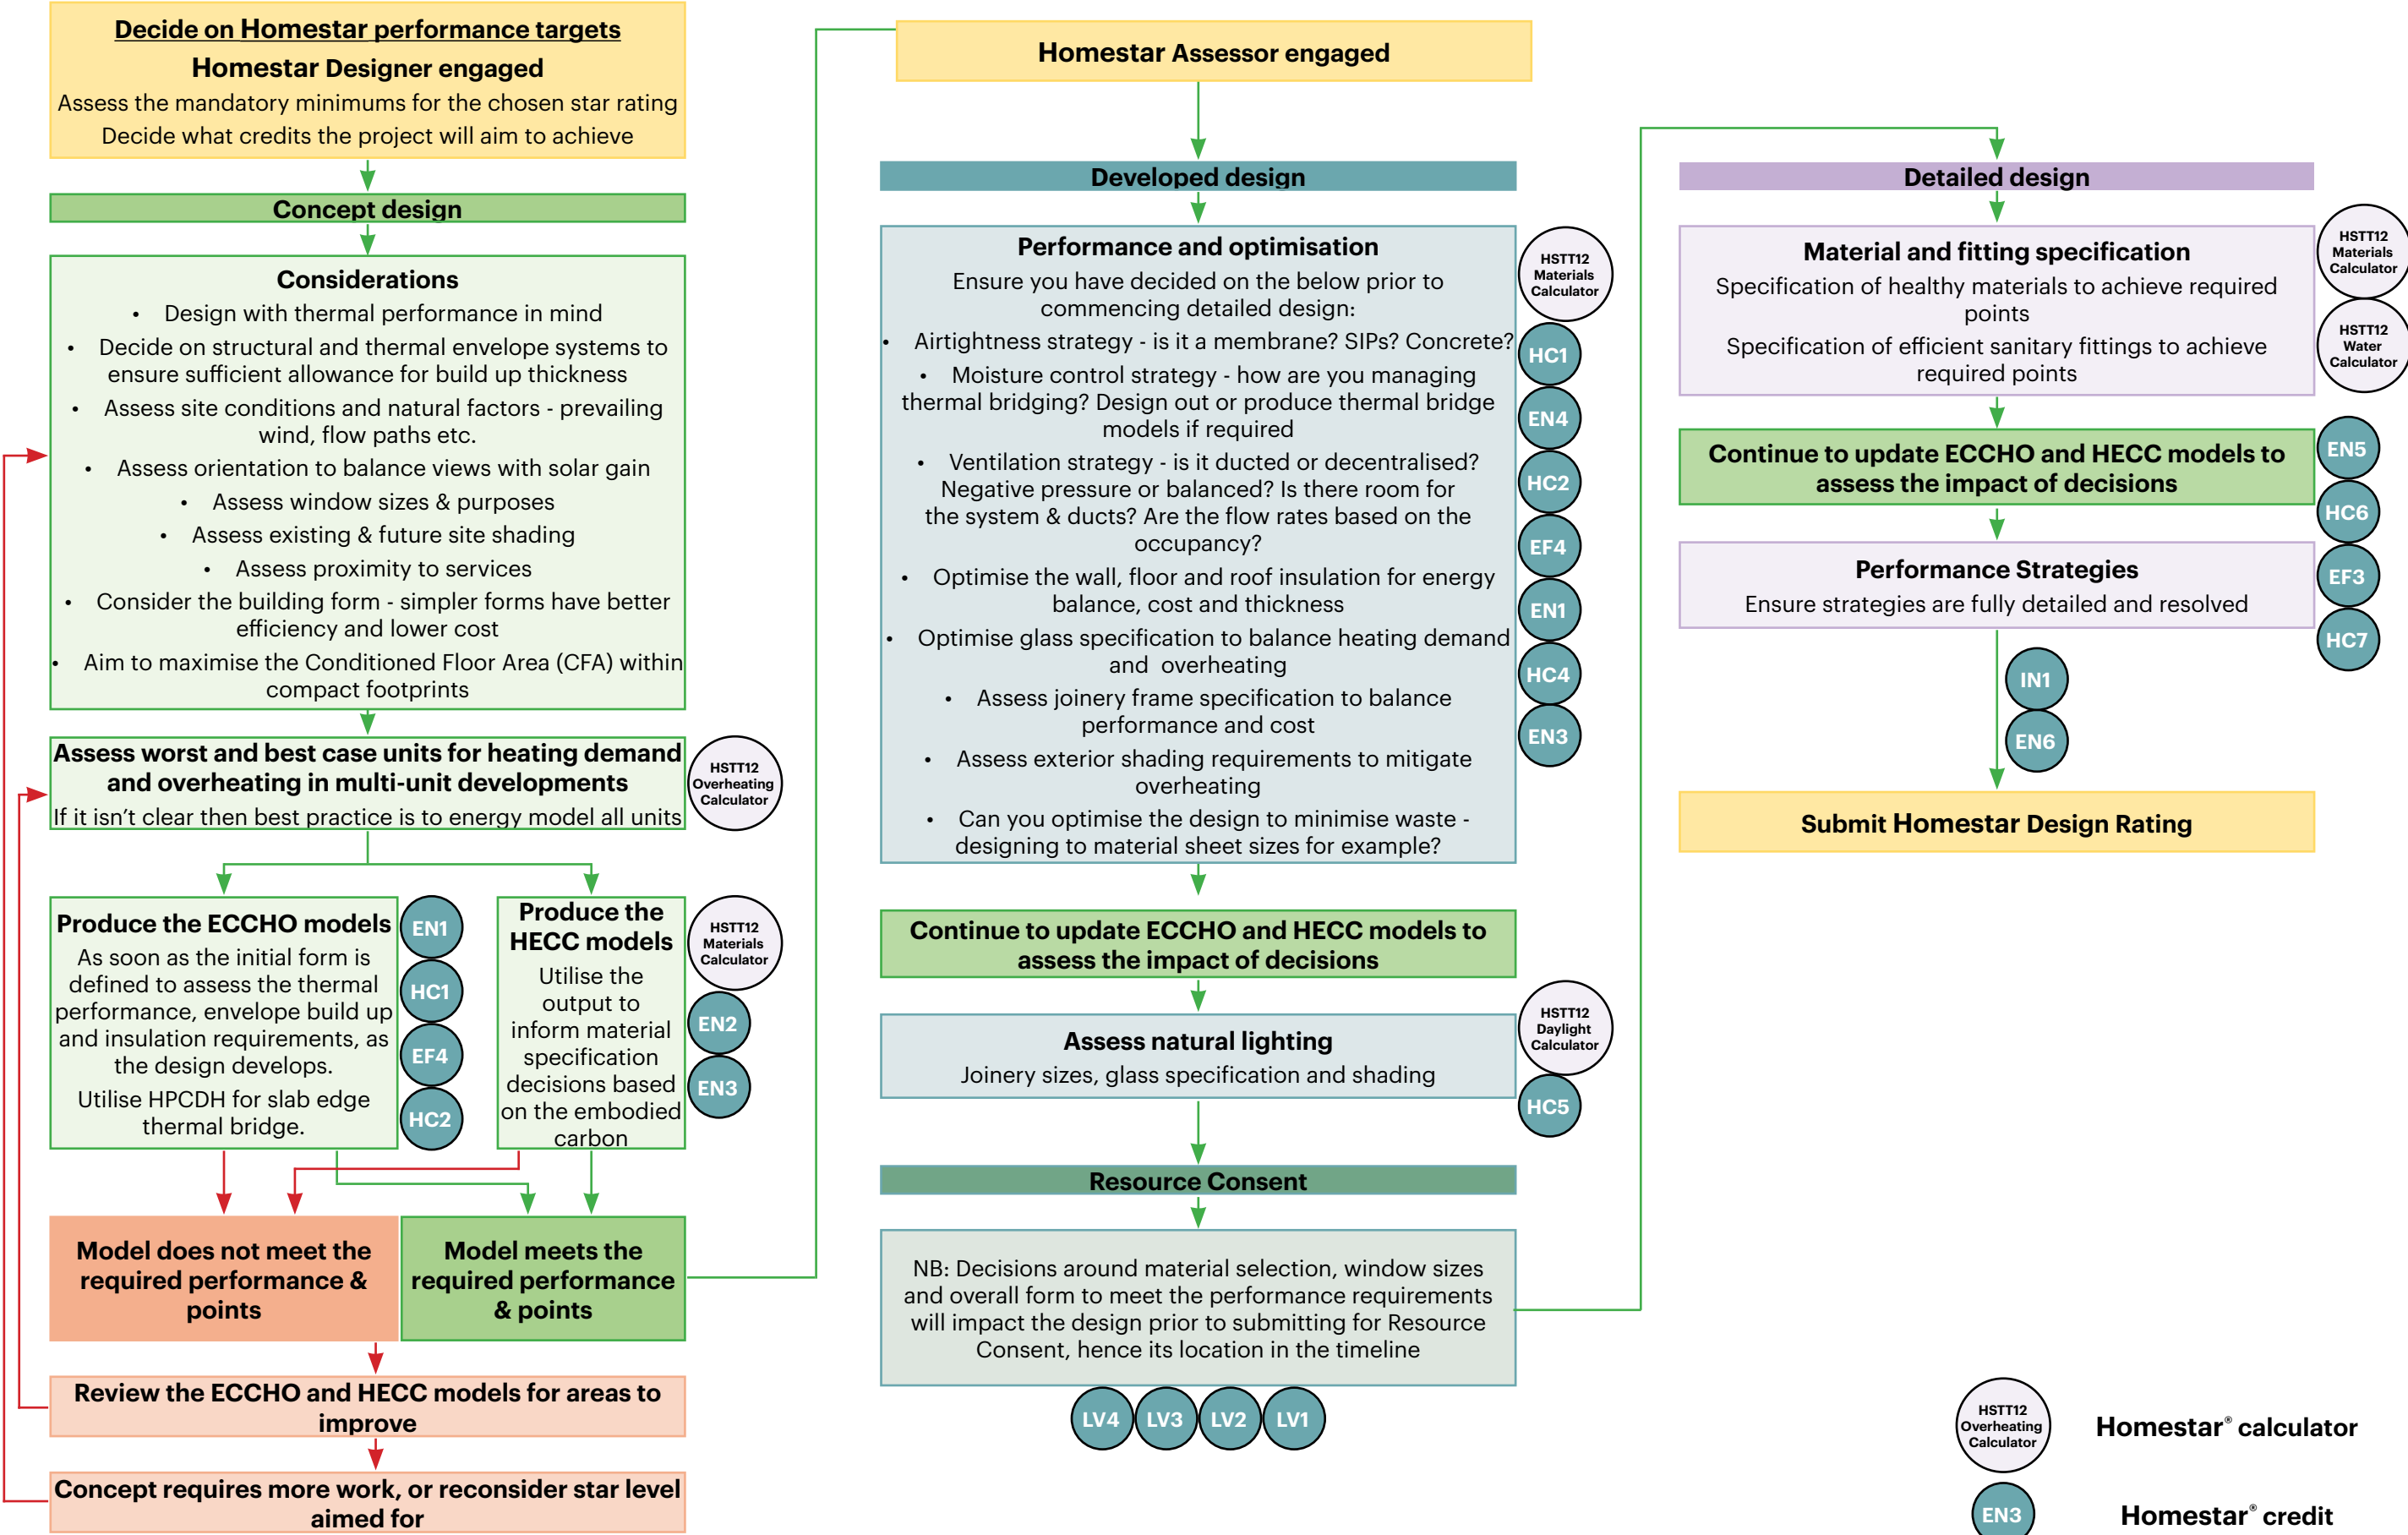 Decide on Homestar performance targets
Homestar Designer engaged
Assess the mandatory minimums for the chosen star rating
Decide what credits the project will aim to achieve
Concept design
Considerations
• Design with thermal performance in mind
• Decide on structural and thermal envelope systems to
ensure sufficient allowance for build up thickness
• Assess site conditions and natural factors - prevailing
wind, flow paths etc.
• Assess orientation to balance views with solar gain
• Assess window sizes & purposes
• Assess existing & future site shading
• Assess proximity to services
• Consider the building form - simpler forms have better
efficiency and lower cost
• Aim to maximise the Conditioned Floor Area (CFA) within
compact footprints
Assess worst and best case units for heating demand
and overheating in multi-unit developments
If it isn’t clear then best practice is to energy model all units
HSTT12
Overheating
Calculator
Produce the ECCHO models
As soon as the initial form is
defined to assess the thermal
performance, envelope build up
and insulation requirements, as
the design develops.
Utilise HPCDH for slab edge
thermal bridge.
EN1
HC1
EF4
HC2
Produce the
HECC models
Utilise the
output to
inform material
specification
decisions based
on the embodied
carbon
HSTT12
Materials
Calculator
EN2
EN3
Model does not meet the
required performance &
points
Model meets the
required performance
& points
Review the ECCHO and HECC models for areas to
improve
Concept requires more work, or reconsider star level
aimed for
Homestar Assessor engaged
Developed design
Performance and optimisation
Ensure you have decided on the below prior to
commencing detailed design:
• Airtightness strategy - is it a membrane? SIPs? Concrete?
• Moisture control strategy - how are you managing
thermal bridging? Design out or produce thermal bridge
models if required
• Ventilation strategy - is it ducted or decentralised?
Negative pressure or balanced? Is there room for
the system & ducts? Are the flow rates based on the
occupancy?
• Optimise the wall, floor and roof insulation for energy
balance, cost and thickness
• Optimise glass specification to balance heating demand
and overheating
• Assess joinery frame specification to balance
performance and cost
• Assess exterior shading requirements to mitigate
overheating
• Can you optimise the design to minimise waste -
designing to material sheet sizes for example?
HSTT12
Materials
Calculator
HC1
EN4
HC2
EF4
EN1
HC4
EN3
Continue to update ECCHO and HECC models to
assess the impact of decisions
Assess natural lighting
Joinery sizes, glass specification and shading
HSTT12
Daylight
Calculator
HC5
Resource Consent
NB: Decisions around material selection, window sizes
and overall form to meet the performance requirements
will impact the design prior to submitting for Resource
Consent, hence its location in the timeline
LV4 LV3 LV2 LV1
Detailed design
Material and fitting specification
Specification of healthy materials to achieve required
points
Specification of efficient sanitary fittings to achieve
required points
HSTT12
Materials
Calculator
HSTT12
Water
Calculator
Continue to update ECCHO and HECC models to
assess the impact of decisions
Performance Strategies
Ensure strategies are fully detailed and resolved
EN5
HC6
EF3
HC7
IN1
EN6
Submit Homestar Design Rating
HSTT12
Overheating
Calculator
Homestar® calculator
EN3
Homestar® credit